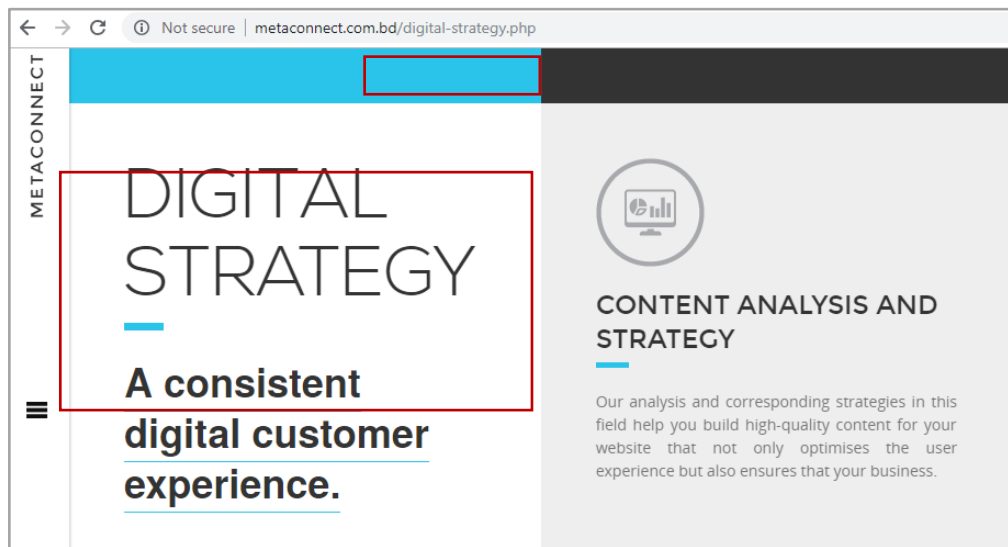 Not secure | metaconnect.com.bd/digital-strategy.php
METACONNECT
DIGITAL
STRATEGY
A consistent
digital customer
experience.
CONTENT ANALYSIS AND
STRATEGY
Our analysis and corresponding strategies in this
field help you build high-quality content for your
website that not only optimises the user
experience but also ensures that your business.